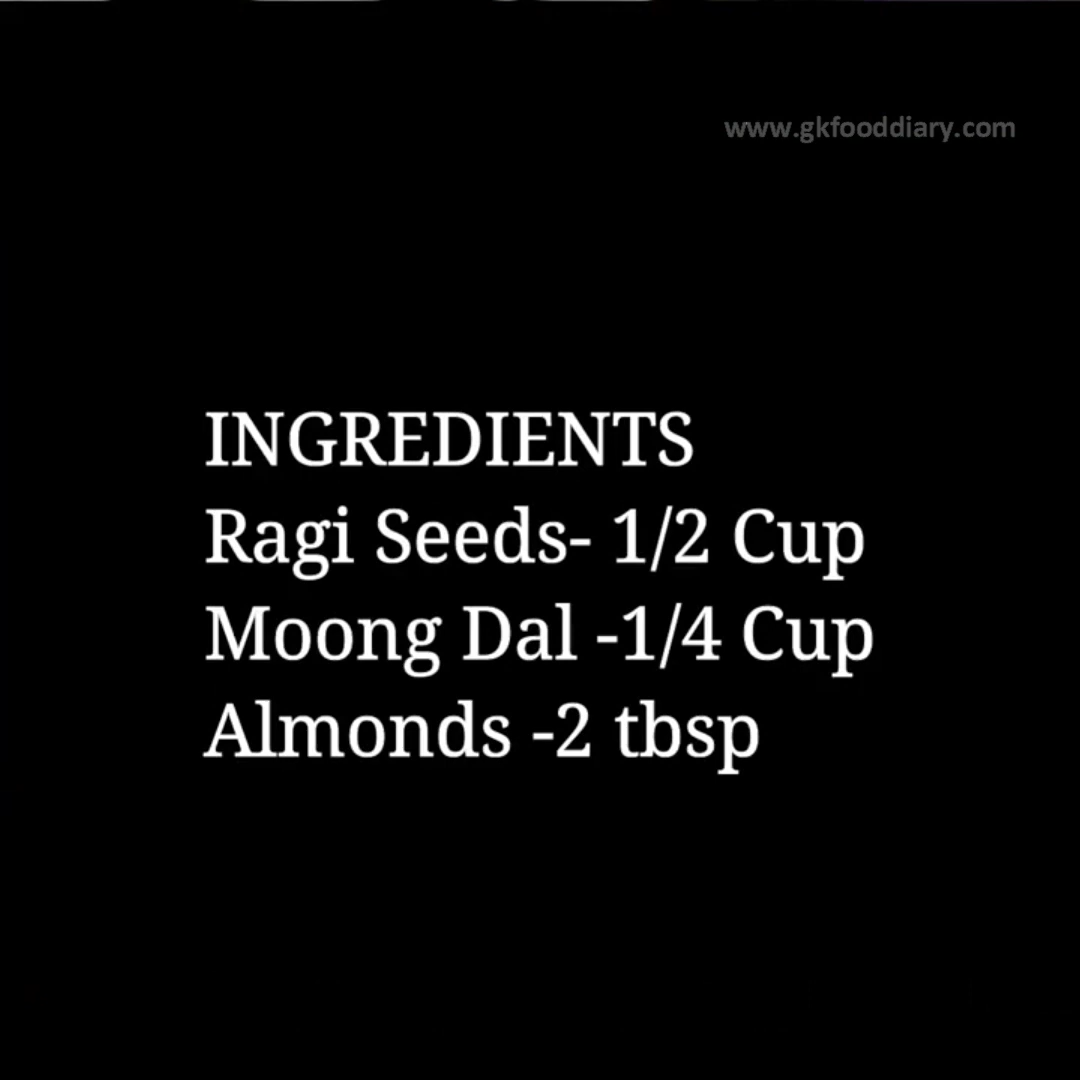 www.gkfooddiary.com
INGREDIENTS
Ragi Seeds- 1/2 Cup
Moong Dal -1/4 Cup
Almonds -2 tbsp